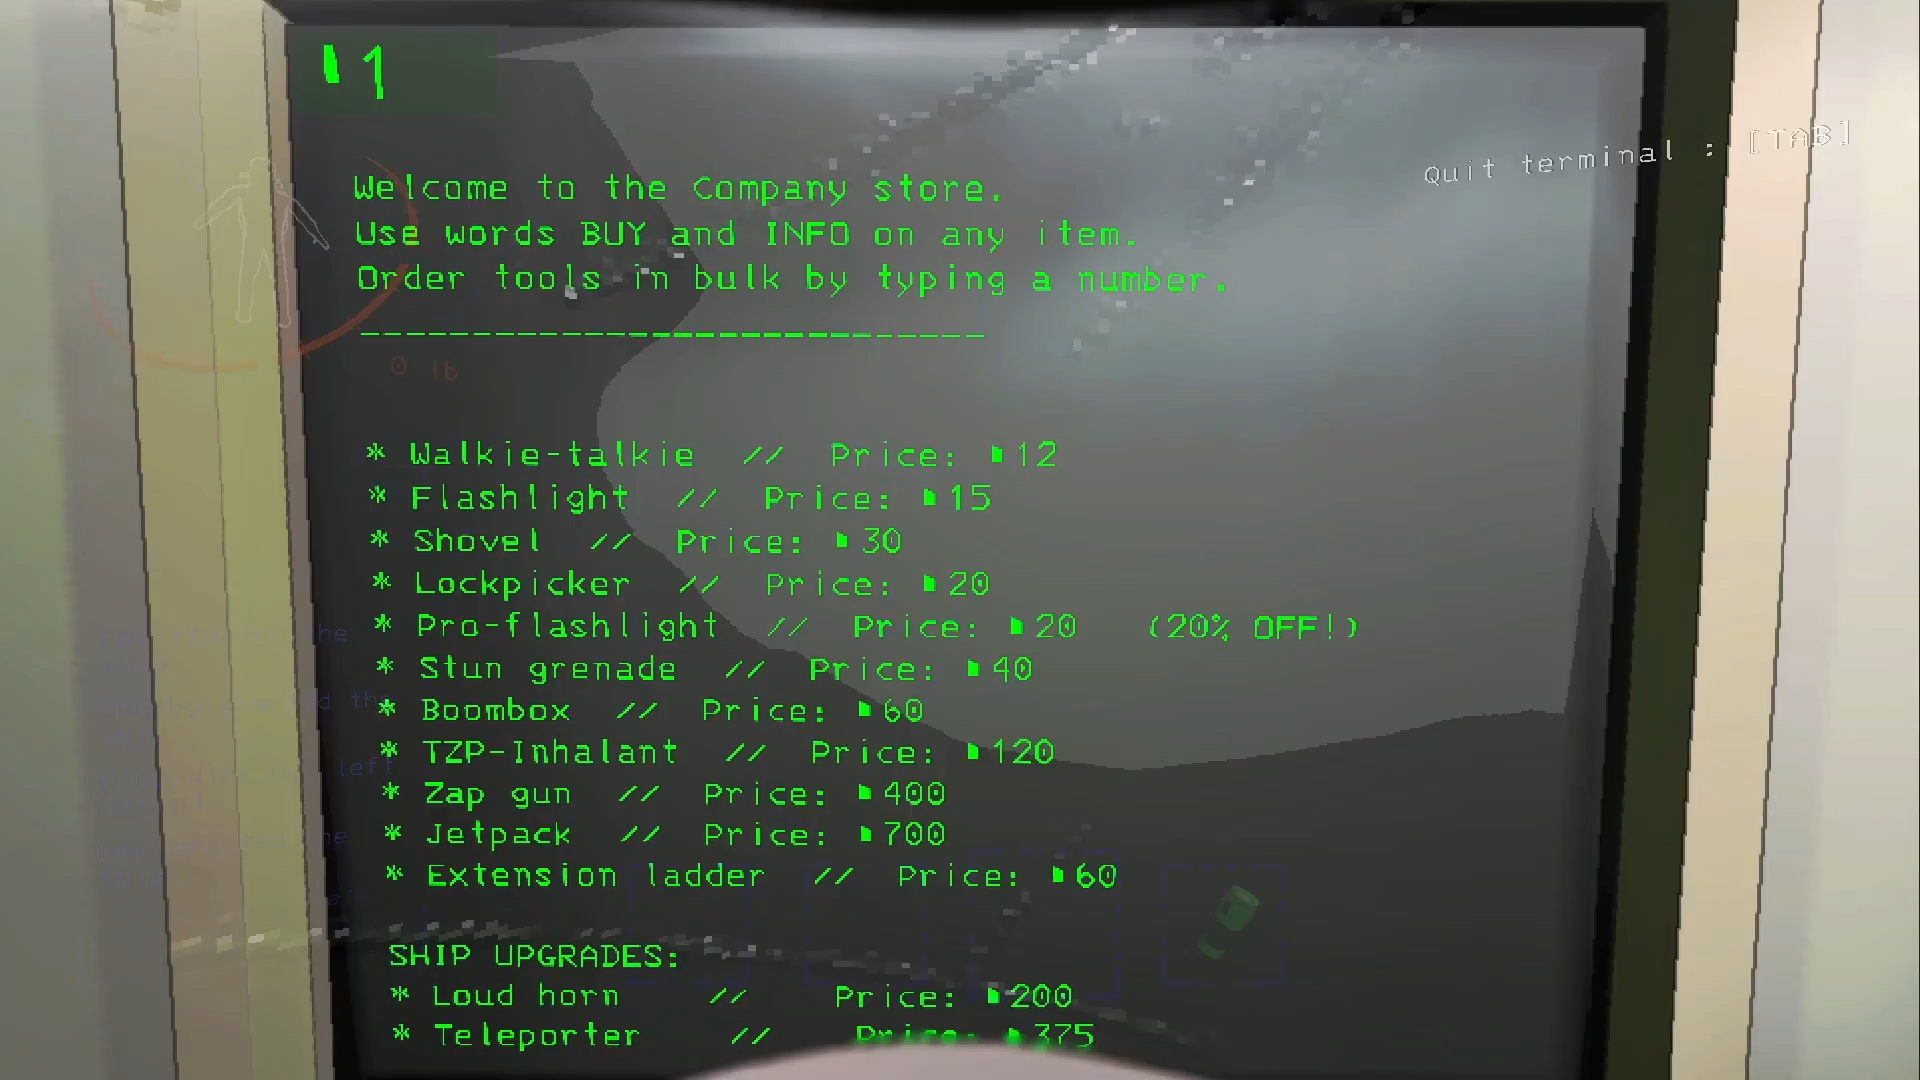 1
Quit terminal : [TAB]
Welcome to the Company store.
Use words BUY and INFO on any item.
Order tools in bulk by typing a number.
----------------------------
0 lb
* Walkie-talkie // Price: 12
* Flashlight // Price: 15
* Shovel // Price: 30
* Lockpicker // Price: 20
* Pro-flashlight // Price: 20 (20% OFF!)
* Stun grenade // Price: 40
* Boombox // Price: 60
* TZP-Inhalant // Price: 120
* Zap gun // Price: 400
* Jetpack // Price: 700
* Extension ladder // Price: 60
SHIP UPGRADES:
* Loud horn // Price: 200
* Teleporter // Price: 375